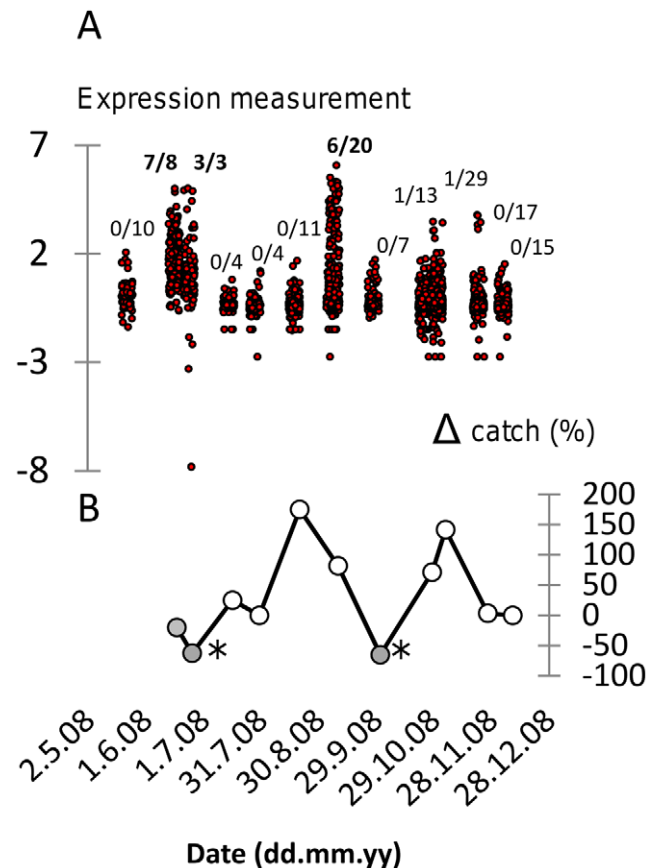 A
Expression measurement
7
2
-3
-8
7/8 3/3 6/20
0/10 0/4 0/4 0/11 0/7 1/13 1/29 0/17 0/15
Δ catch (%)
B
200
150
100
50
0
-50
-100
* *
2.5.08 1.6.08 1.7.08 31.7.08 30.8.08 29.9.08 29.10.08 28.11.08 28.12.08
Date (dd.mm.yy)